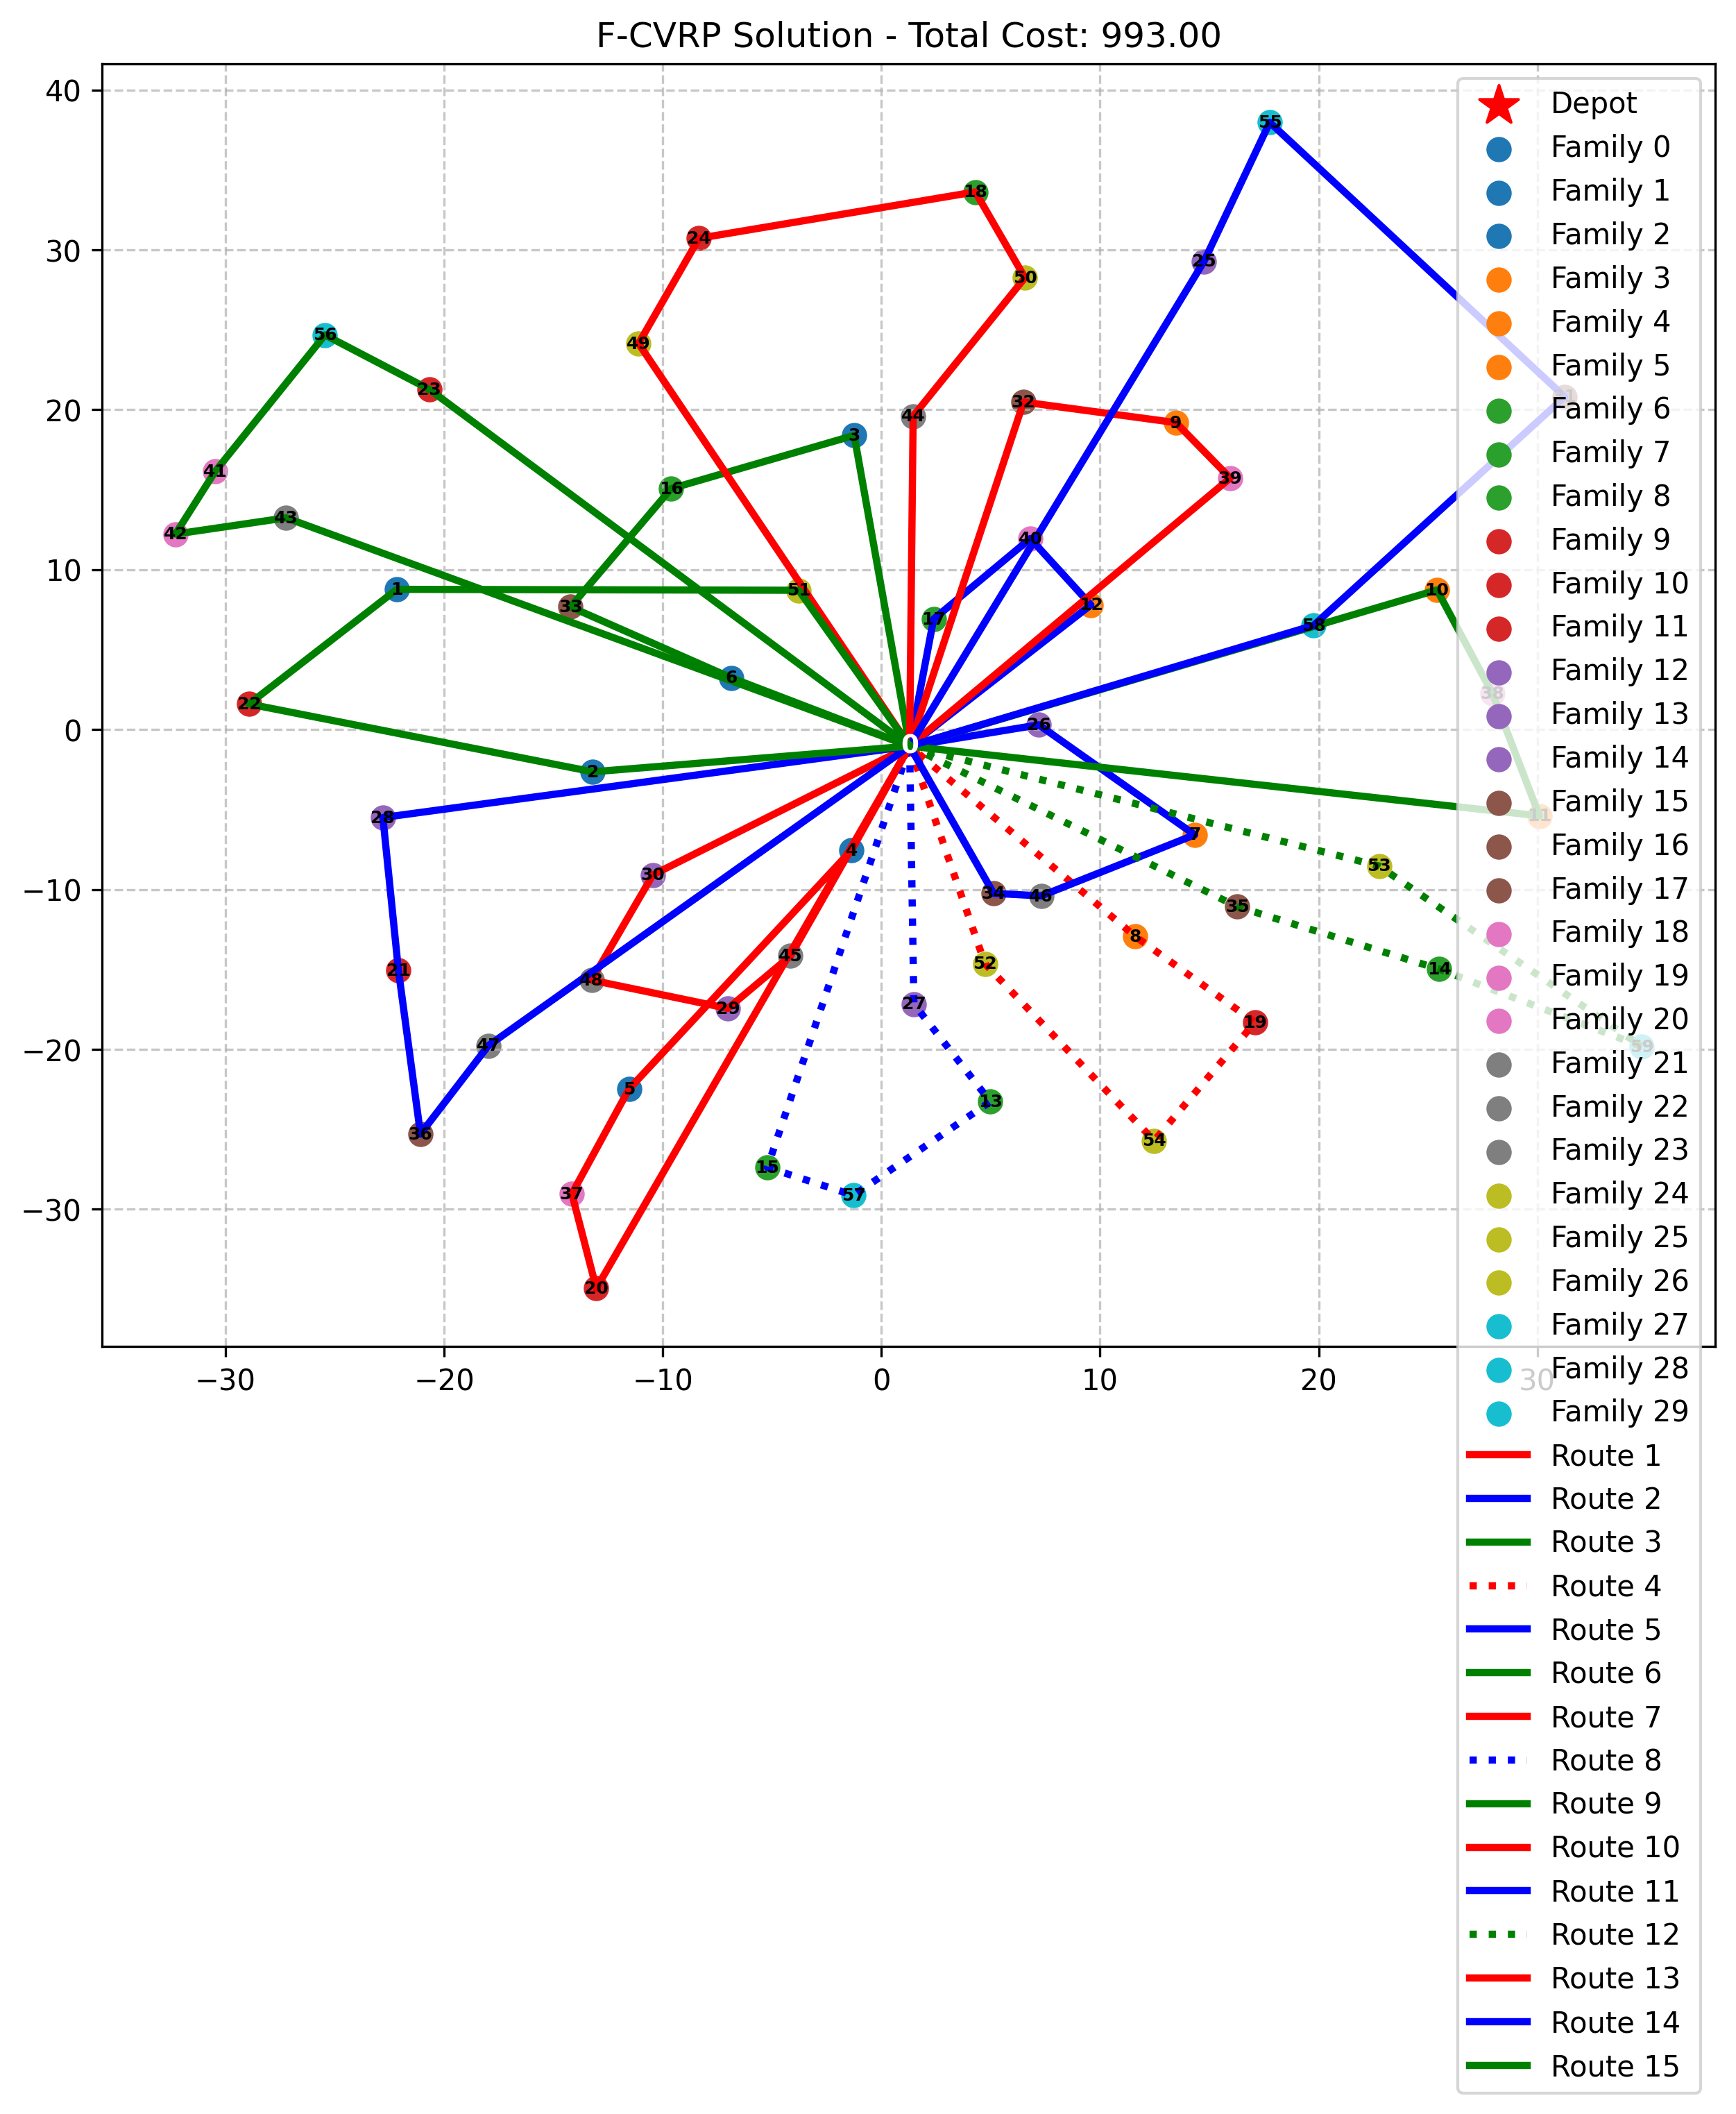 F-CVRP Solution - Total Cost: 993.00
40
30
20
10
0
−10
−20
−30
−30
−20
−10
0
10
20
30
55
18
24
50
25
49
56
23
44
32
9
3
39
41
16
42
43
40
1
51
10
12
33
17
58
6
38
22
26
0
2
11
28
7
4
53
30
34
46
35
8
45
52
14
21
48
27
29
19
47
59
5
13
36
54
15
37
57
20
Depot
Family 0
Family 1
Family 2
Family 3
Family 4
Family 5
Family 6
Family 7
Family 8
Family 9
Family 10
Family 11
Family 12
Family 13
Family 14
Family 15
Family 16
Family 17
Family 18
Family 19
Family 20
Family 21
Family 22
Family 23
Family 24
Family 25
Family 26
Family 27
Family 28
Family 29
Route 1
Route 2
Route 3
Route 4
Route 5
Route 6
Route 7
Route 8
Route 9
Route 10
Route 11
Route 12
Route 13
Route 14
Route 15